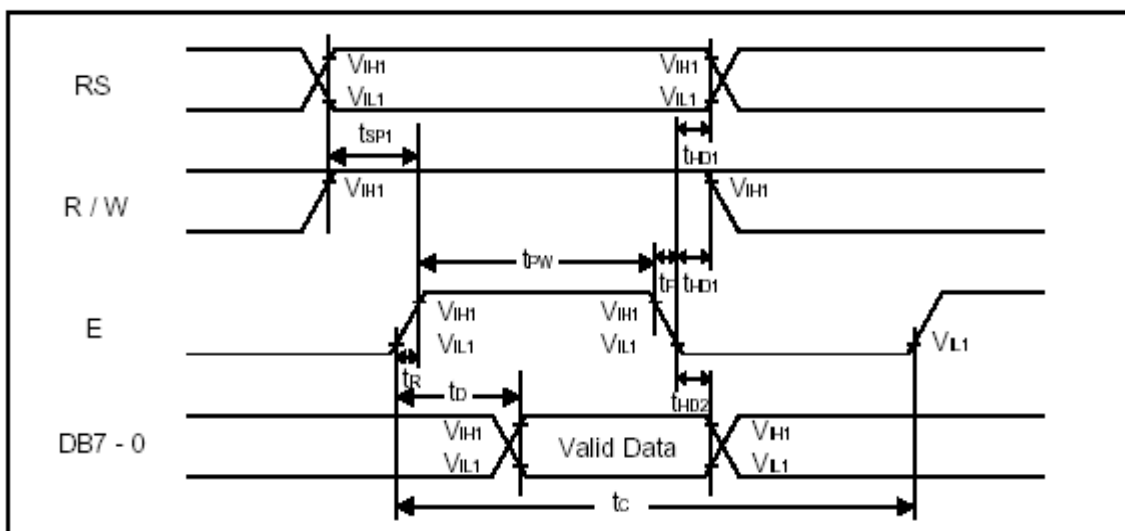 RS
VIH1 VIH1
VIL1 VIL1
tSP1
tHD1
R / W
VIH1 VIH1
tPW
tF tHD1
E
VIH1 VIH1
VIL1 VIL1 VIL1
tR tD
tHD2
DB7 - 0
VIH1 Valid Data VIH1
VIL1 VIL1
tC